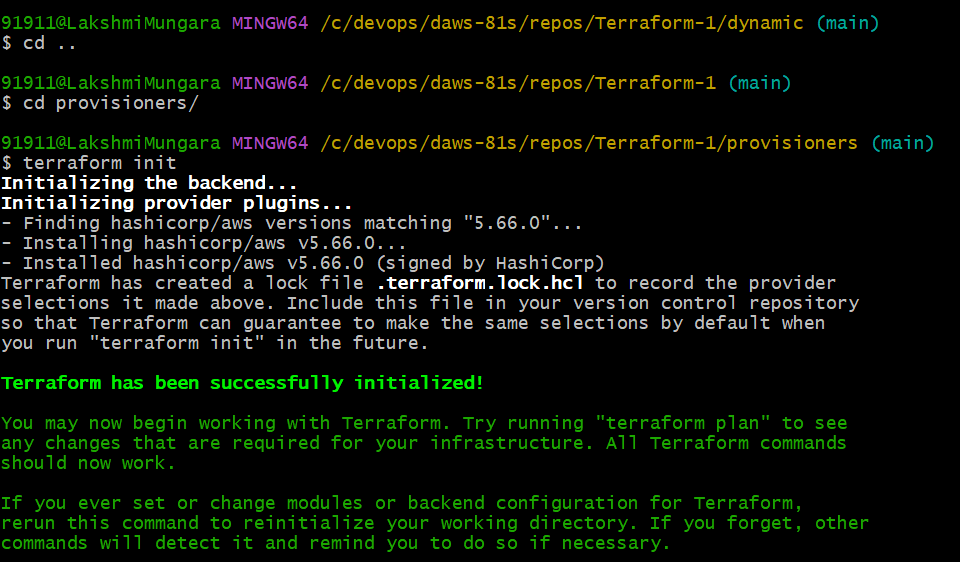 91911@LakshmiMungara MINGW64 /c/devops/daws-81s/repos/Terraform-1/dynamic (main)
$ cd ..
91911@LakshmiMungara MINGW64 /c/devops/daws-81s/repos/Terraform-1 (main)
$ cd provisioners/
91911@LakshmiMungara MINGW64 /c/devops/daws-81s/repos/Terraform-1/provisioners (main)
$ terraform init
Initializing the backend...
Initializing provider plugins...
- Finding hashicorp/aws versions matching "5.66.0"...
- Installing hashicorp/aws v5.66.0...
- Installed hashicorp/aws v5.66.0 (signed by HashiCorp)
Terraform has created a lock file .terraform.lock.hcl to record the provider
selections it made above. Include this file in your version control repository
so that Terraform can guarantee to make the same selections by default when
you run "terraform init" in the future.
Terraform has been successfully initialized!
You may now begin working with Terraform. Try running "terraform plan" to see
any changes that are required for your infrastructure. All Terraform commands
should now work.
If you ever set or change modules or backend configuration for Terraform,
rerun this command to reinitialize your working directory. If you forget, other
commands will detect it and remind you to do so if necessary.